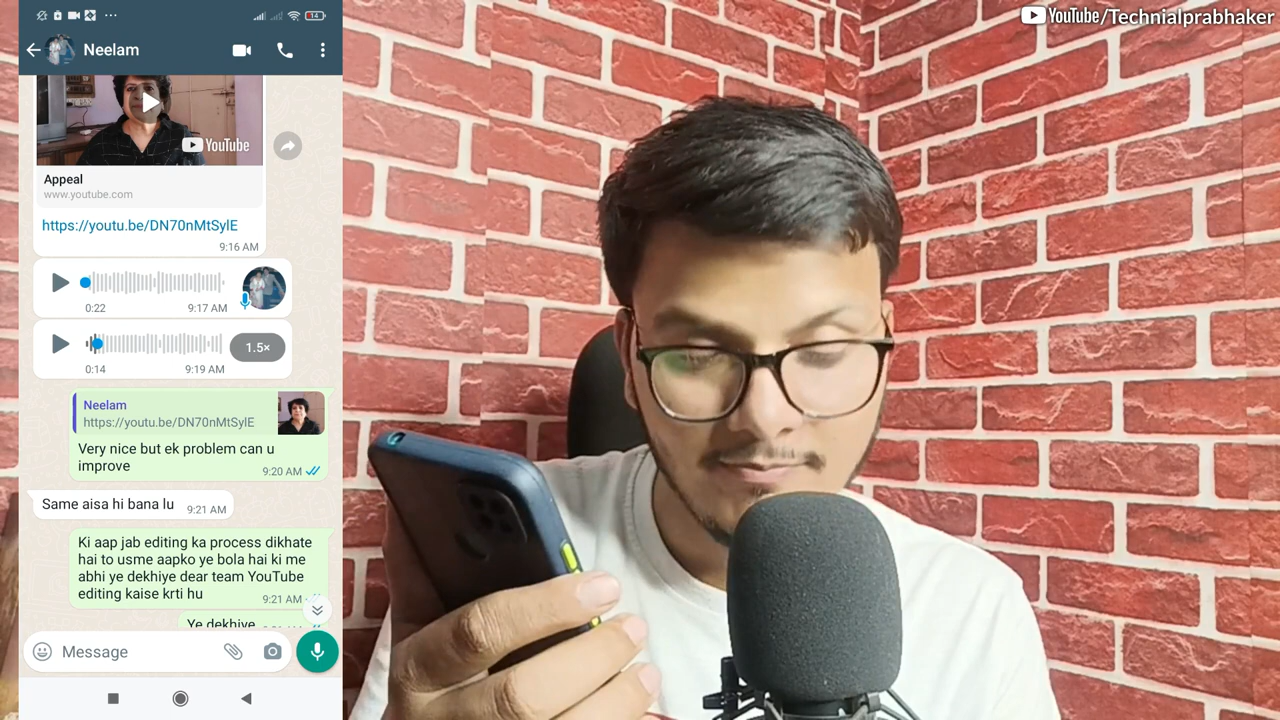 14
YouTube/Technialprabhaker
Neelam
YouTube
Appeal
www.youtube.com
https://youtu.be/DN70nMtSylE
9:16 AM
0:22
9:17 AM
1.5×
0:14
9:19 AM
Neelam
https://youtu.be/DN70nMtSylE
Very nice but ek problem can u
improve
9:20 AM
Same aisa hi bana lu
9:21 AM
Ki aap jab editing ka process dikhate
hai to usme aapko ye bola hai ki me
abhi ye dekhiye dear team YouTube
editing kaise krti hu
9:21 AM
Ye dekhiye
Message